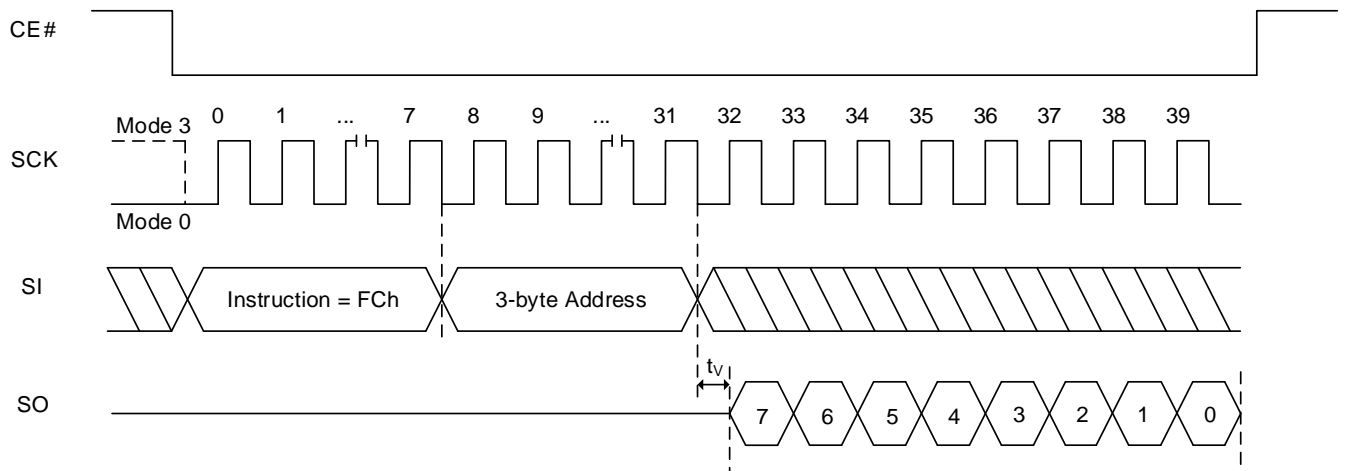 CE#
Mode 3
0 1 ... 7 8 9 ... 31 32 33 34 35 36 37 38 39
SCK
Mode 0
SI
Instruction = FCh
3-byte Address
tV
SO
7 6 5 4 3 2 1 0